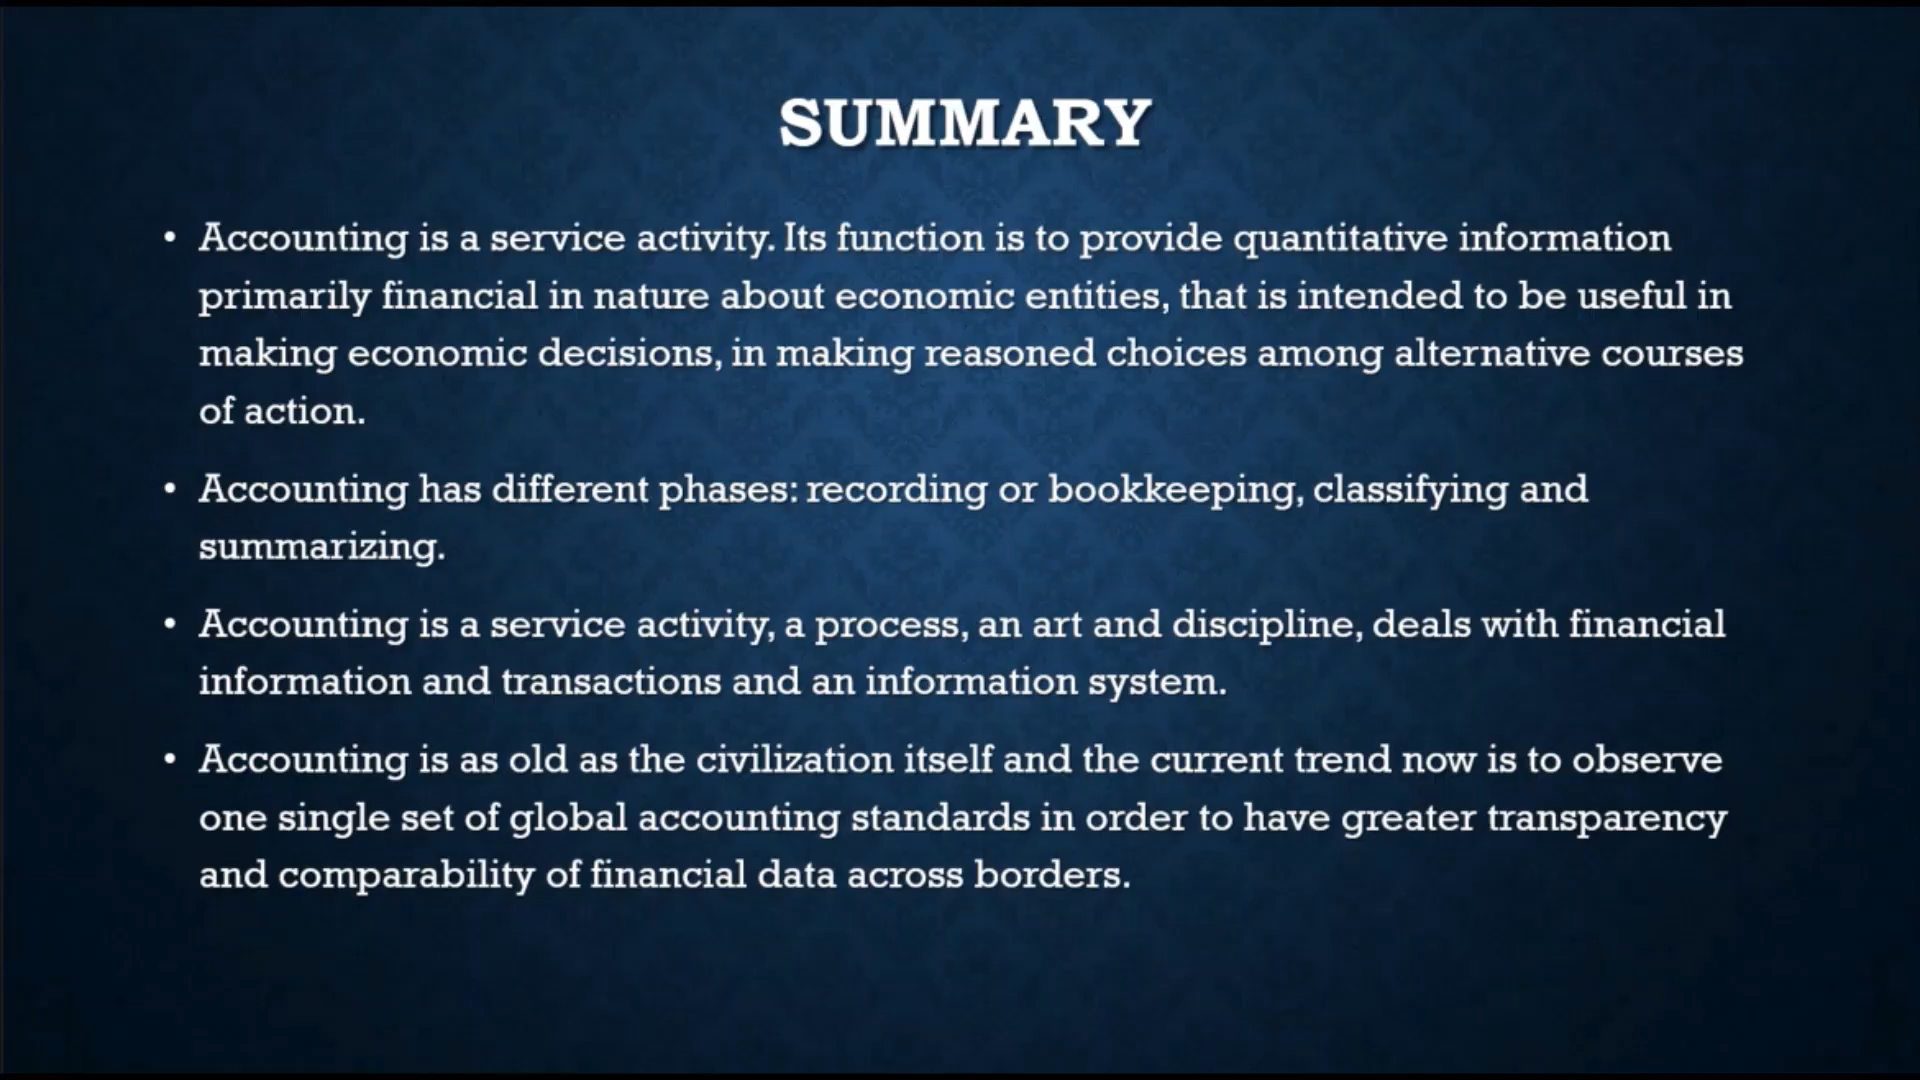 SUMMARY
• Accounting is a service activity. Its function is to provide quantitative information
primarily financial in nature about economic entities, that is intended to be useful in
making economic decisions, in making reasoned choices among alternative courses
of action.
• Accounting has different phases: recording or bookkeeping, classifying and
summarizing.
• Accounting is a service activity, a process, an art and discipline, deals with financial
information and transactions and an information system.
• Accounting is as old as the civilization itself and the current trend now is to observe
one single set of global accounting standards in order to have greater transparency
and comparability of financial data across borders.